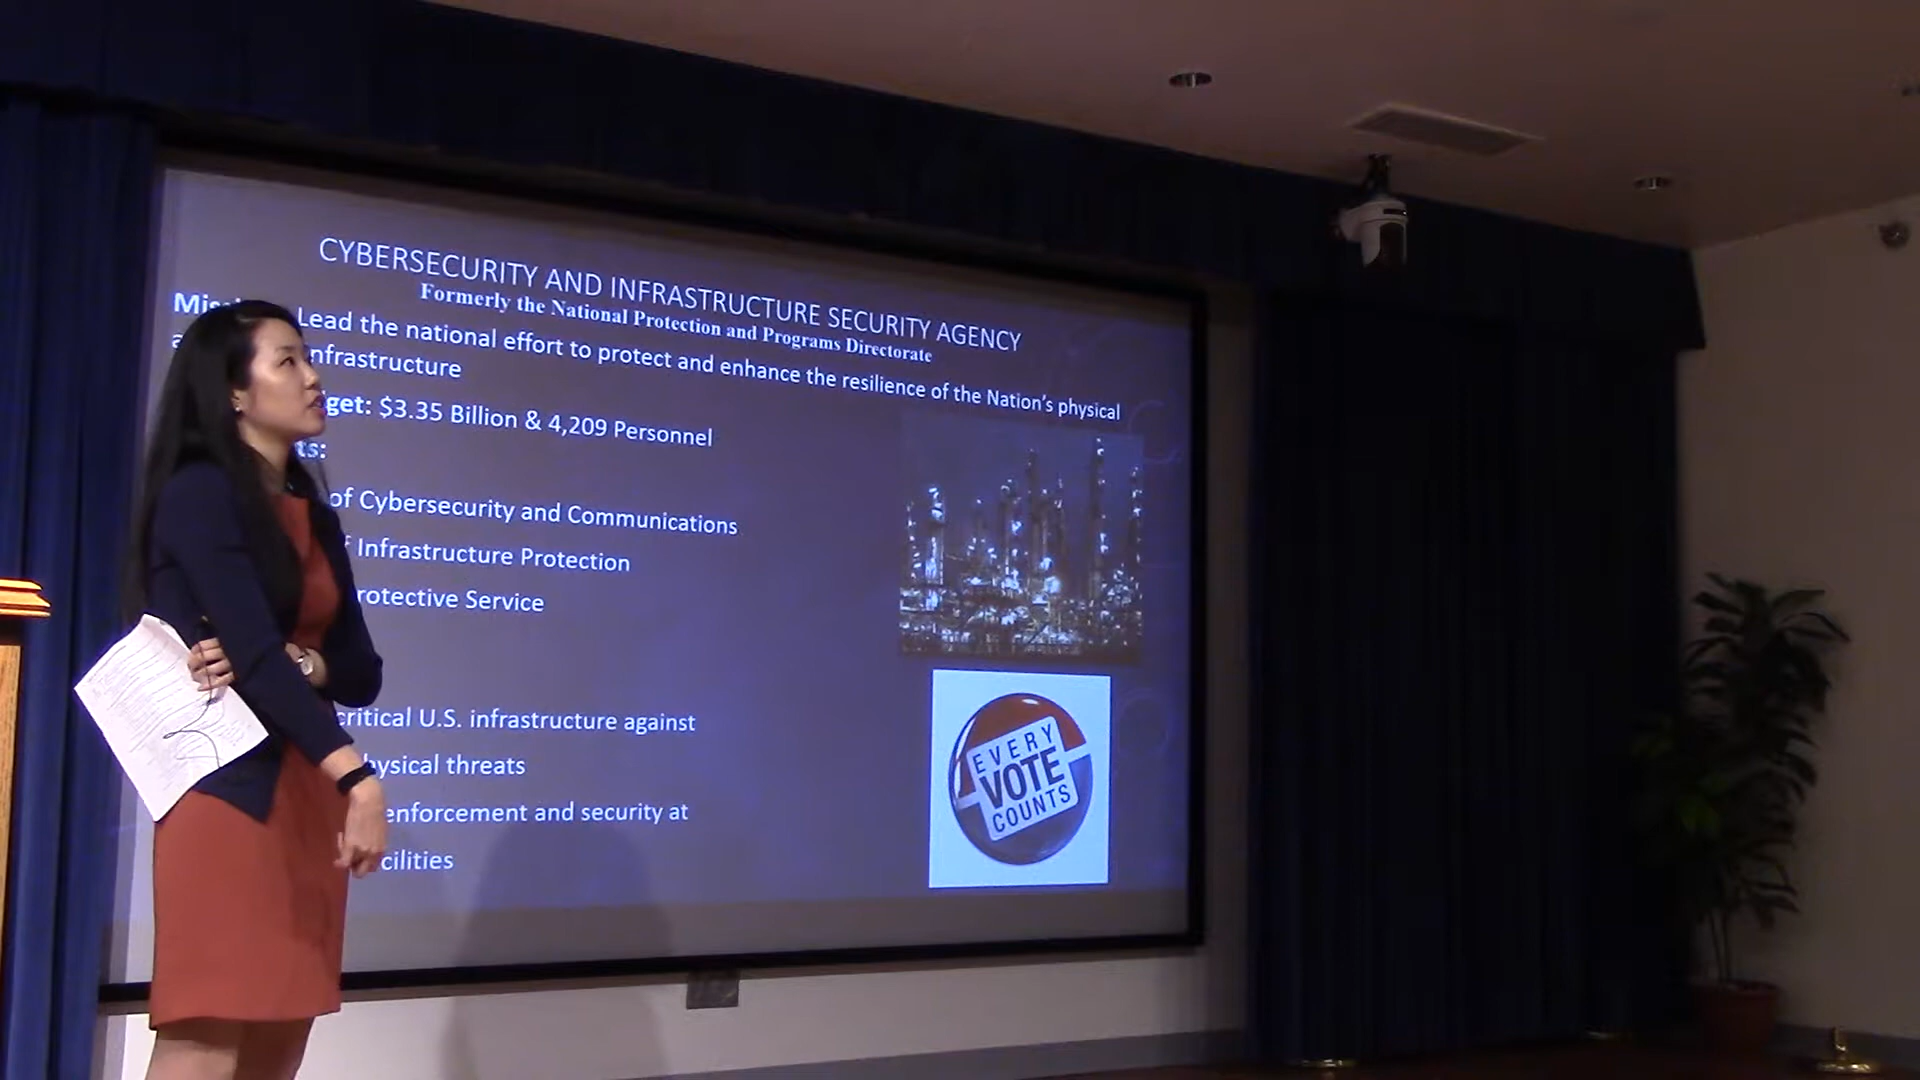 CYBERSECURITY AND INFRASTRUCTURE SECURITY AGENCY
Formerly the National Protection and Programs Directorate
Lead the national effort to protect and enhance the resilience of the Nation's physical
nfrastructure
get: $3.35 Billion & 4,209 Personnel
ts:
of Cybersecurity and Communications
Infrastructure Protection
rotective Service
critical U.S. infrastructure against
hysical threats
enforcement and security at
cilities
EVERY
VOTE
COUNTS